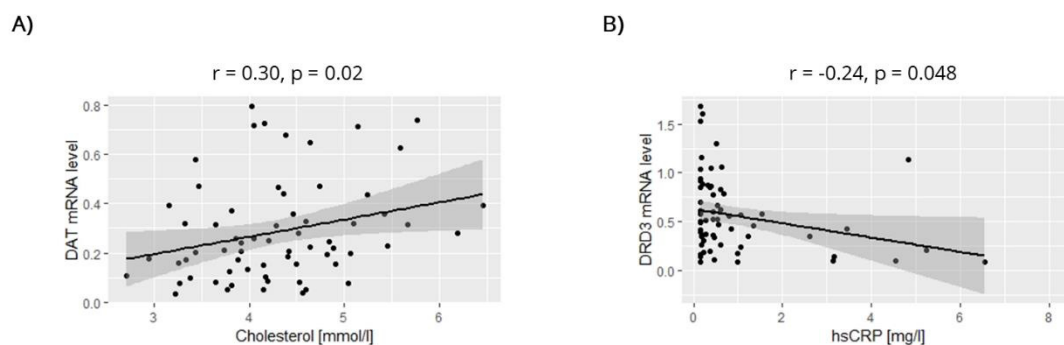 A)
B)
r = 0.30, p = 0.02
r = -0.24, p = 0.048
DAT mRNA level
0.8
0.6
0.4
0.2
0.0
3
4
5
6
Cholesterol [mmol/l]
DRD3 mRNA level
1.5
1.0
0.5
0.0
0
2
4
6
8
hsCRP [mg/l]